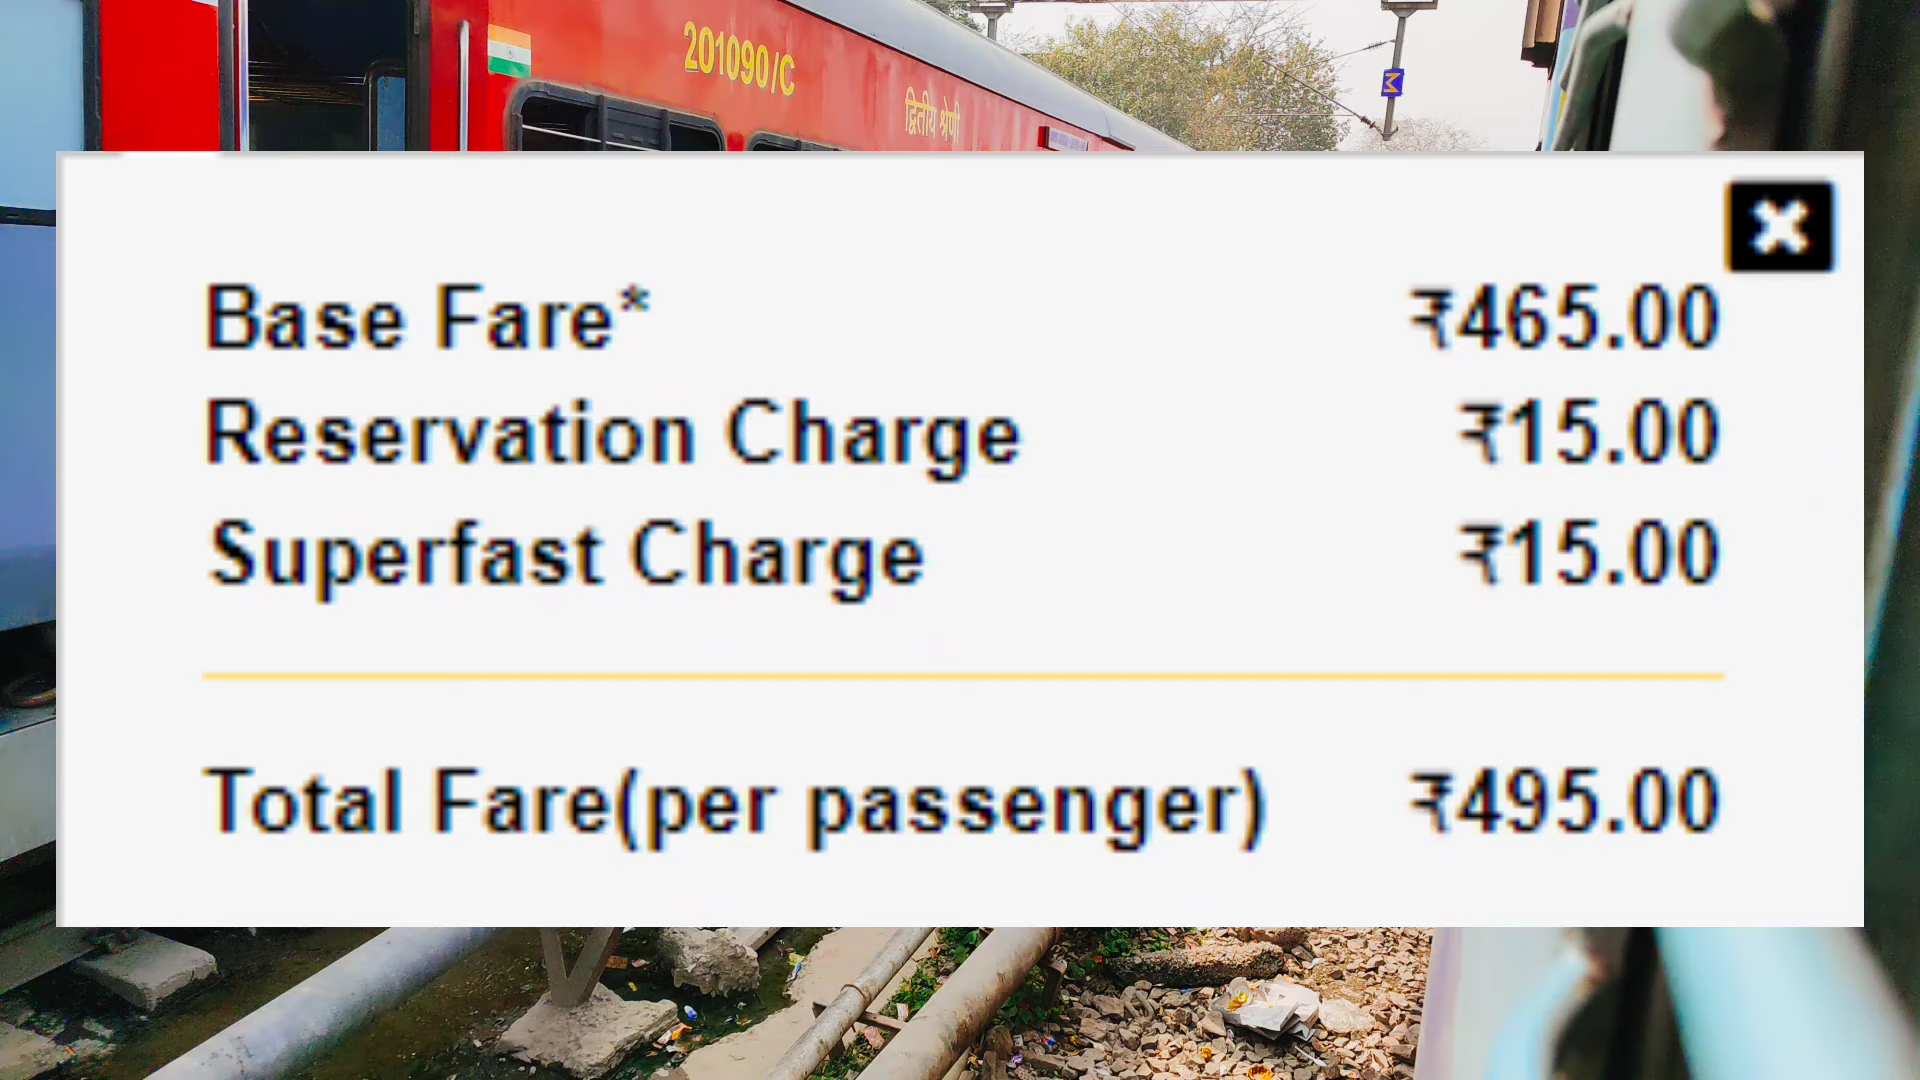 201090/C
द्वितीय श्रेणी
Base Fare* ₹465.00
Reservation Charge ₹15.00
Superfast Charge ₹15.00
Total Fare(per passenger) ₹495.00